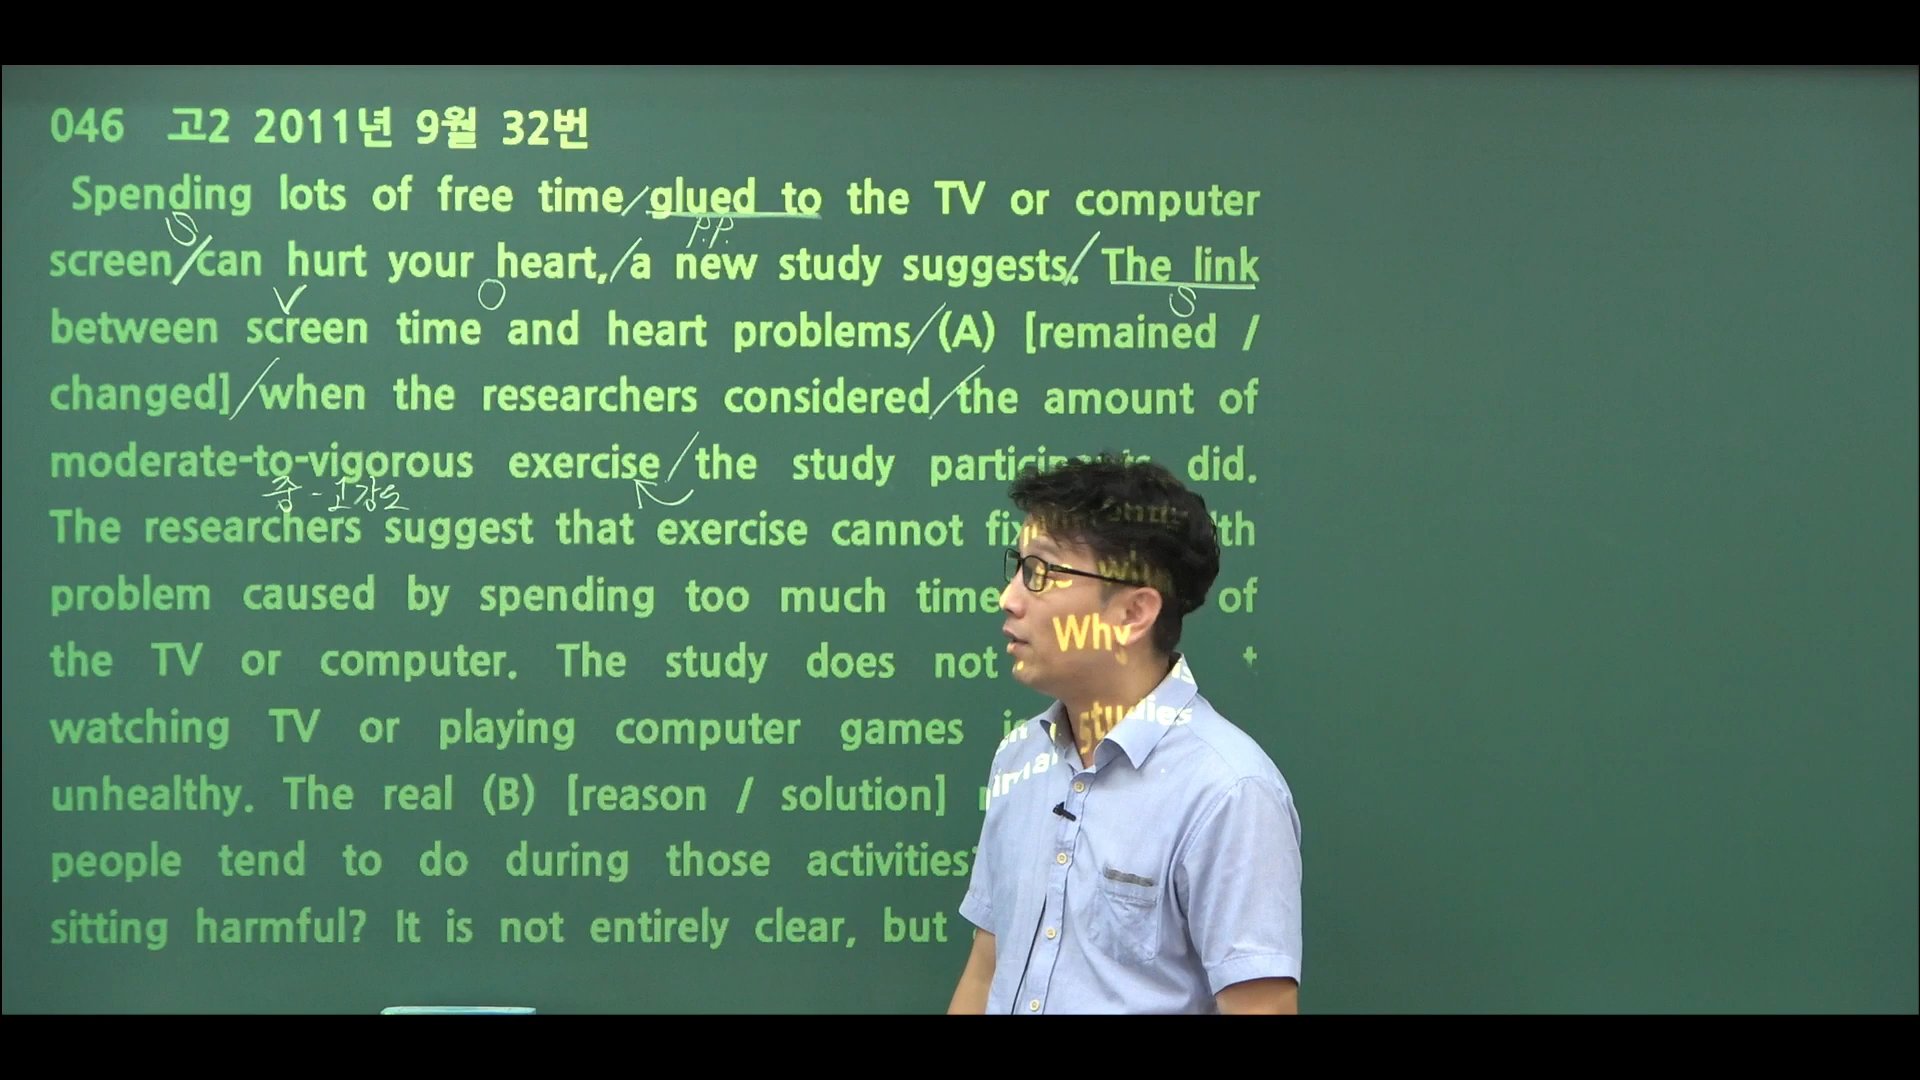 046 고2 2011년 9월 32번
Spending lots of free time / glued to the TV or computer
S P.P.
screen / can hurt your heart, / a new study suggests. / The link
V O S
between screen time and heart problems / (A) [remained /
changed] / when the researchers considered / the amount of
moderate-to-vigorous exercise / the study participants did.
중-고강도
The researchers suggest that exercise cannot fix
problem caused by spending too much time of
the TV or computer. The study does not
watching TV or playing computer games
unhealthy. The real (B) [reason / solution]
people tend to do during those activities
sitting harmful? It is not entirely clear, but
Why
studies